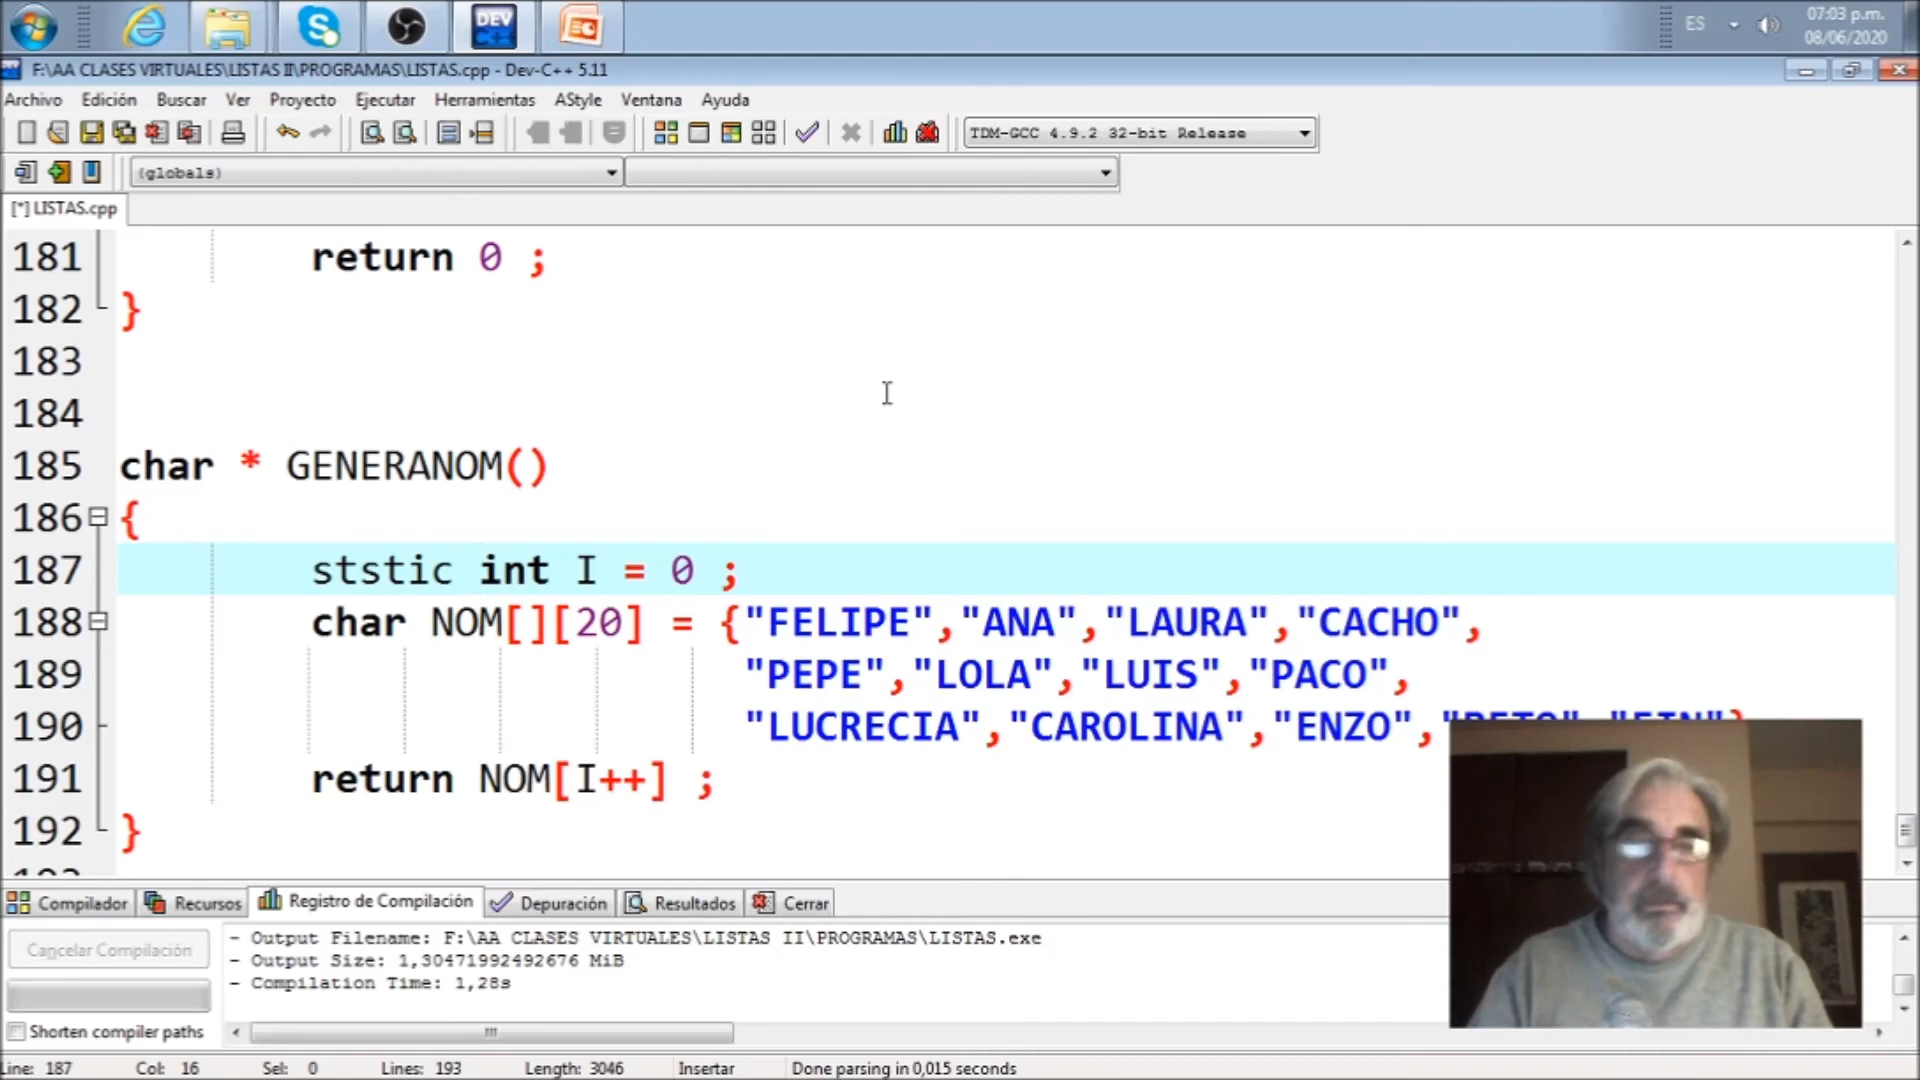 DEV
C++
ES
07:03 p.m.
08/06/2020
F:\AA CLASES VIRTUALES\LISTAS II\PROGRAMAS\LISTAS.cpp - Dev-C++ 5.11
Archivo Edición Buscar Ver Proyecto Ejecutar Herramientas AStyle Ventana Ayuda
TDM-GCC 4.9.2 32-bit Release
(globals)
[*] LISTAS.cpp
181 return 0 ;
182 }
183
184
185 char * GENERANOM()
186 {
187 ststic int I = 0 ;
188 char NOM[][20] = {"FELIPE","ANA","LAURA","CACHO",
189 "PEPE","LOLA","LUIS","PACO",
190 "LUCRECIA","CAROLINA","ENZO",
191 return NOM[I++] ;
192 }
Compilador Recursos Registro de Compilación Depuración Resultados Cerrar
Cancelar Compilación
Shorten compiler paths
- Output Filename: F:\AA CLASES VIRTUALES\LISTAS II\PROGRAMAS\LISTAS.exe
- Output Size: 1,30471992492676 MiB
- Compilation Time: 1,28s
Line: 187 Col: 16 Sel: 0 Lines: 193 Length: 3046 Insertar Done parsing in 0,015 seconds